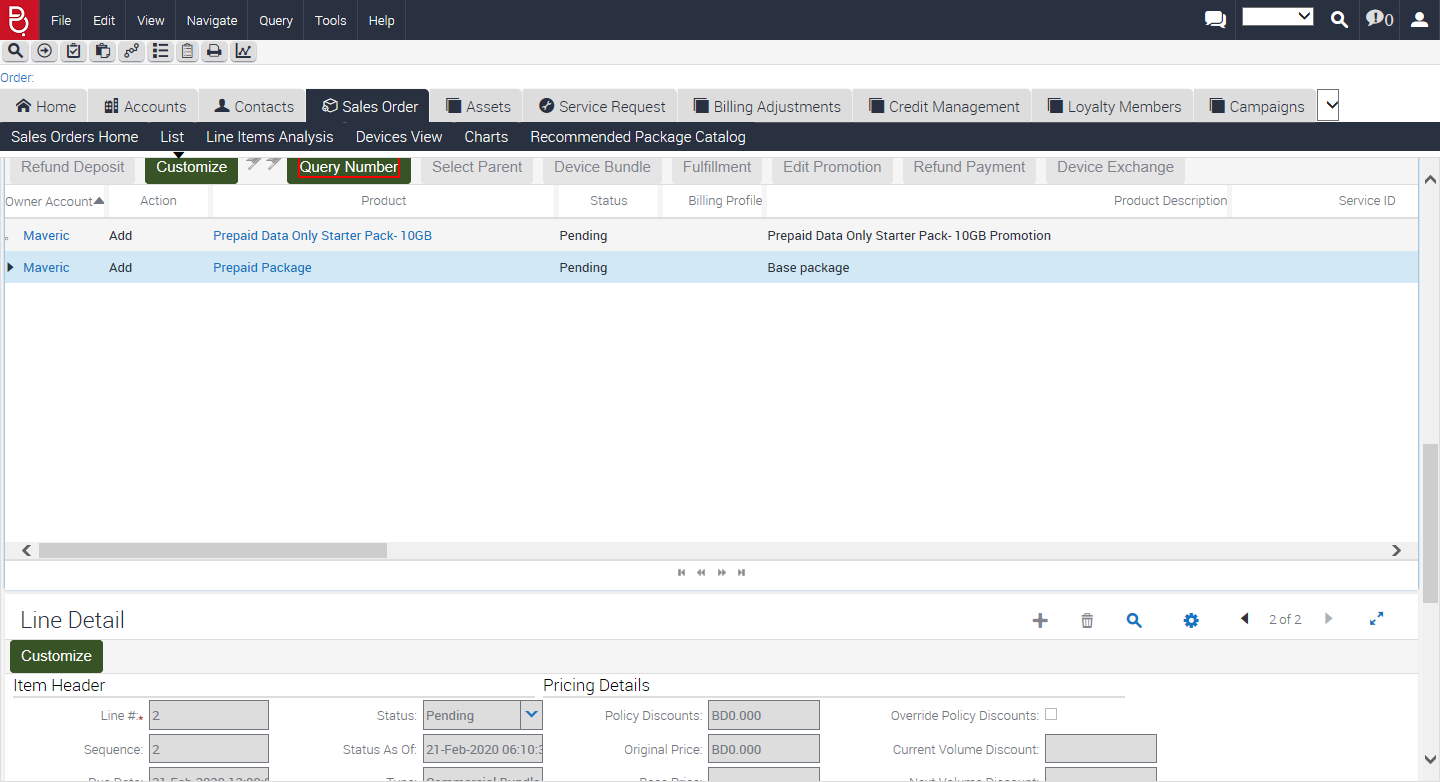 File Edit View Navigate Query Tools Help 0
Order:
Home Accounts Contacts Sales Order Assets Service Request Billing Adjustments Credit Management Loyalty Members Campaigns
Sales Orders Home List Line Items Analysis Devices View Charts Recommended Package Catalog
Refund Deposit Customize Query Number Select Parent Device Bundle Fulfillment Edit Promotion Refund Payment Device Exchange
Owner Account Action Product Status Billing Profile Product Description Service ID
Maveric Add Prepaid Data Only Starter Pack- 10GB Pending Prepaid Data Only Starter Pack- 10GB Promotion
Maveric Add Prepaid Package Pending Base package
Line Detail 2 of 2
Customize
Item Header Pricing Details
Line #:* 2 Status: Pending Policy Discounts: BD0.000 Override Policy Discounts:
Sequence: 2 Status As Of: 21-Feb-2020 06:10:3 Original Price: BD0.000 Current Volume Discount: